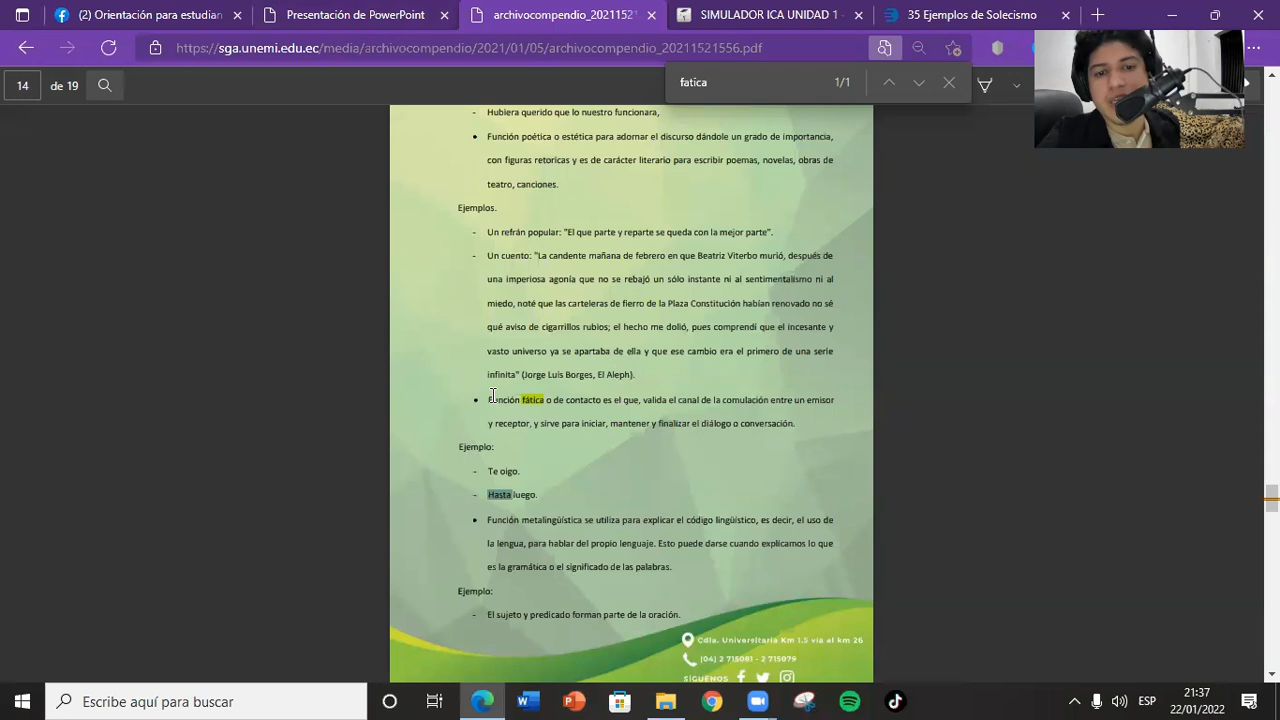 (2) Orientación de Fund
Penetración de Punto
(20) DESARROLLO DEL
Compendio
archivocompendio_202
35 Ejemplos de Solecismos
https://sga.unemi.edu.ec/media/archivocompendio/2021/01/05/archivocompendio_20211521556.pdf
14 de 19
fatica 1/1
- Hubiera querido que lo nuestro funcionara,
• Función poética o estética para adornar el discurso dándole un grado de importancia,
con figuras retoricas y es de carácter literario para escribir poemas, novelas, obras de
teatro, canciones.
Ejemplos.
- Un refrán popular: "El que parte y reparte se queda con la mejor parte".
- Un cuento: "La candente mañana de febrero en que Beatriz Viterbo murió, después de
una imperiosa agonía que no se rebajó un sólo instante ni al sentimentalismo ni al
miedo, noté que las carteleras de fierro de la Plaza Constitución habían renovado no sé
qué aviso de cigarrillos rubios; el hecho me dolió, pues comprendí que el incesante y
vasto universo ya se apartaba de ella y que ese cambio era el primero de una serie
infinita" (Jorge Luis Borges, El Aleph).
• Función fática o de contacto es el que, valida el canal de la comulación entre un emisor
y receptor, y sirve para iniciar, mantener y finalizar el diálogo o conversación.
Ejemplo:
- Te oigo.
- Hasta luego.
• Función metalingüística se utiliza para explicar el código lingüístico, es decir, el uso de
la lengua, para hablar del propio lenguaje. Esto puede darse cuando explicamos lo que
es la gramática o el significado de las palabras.
Ejemplo:
- El sujeto y predicado forman parte de la oración.
Cdla. Universitaria Km 1.5 vía al km 26
(04) 2 715081 - 2 715079
SÍGUENOS
Escribe aquí para buscar
ESP
21:37
22/01/2022